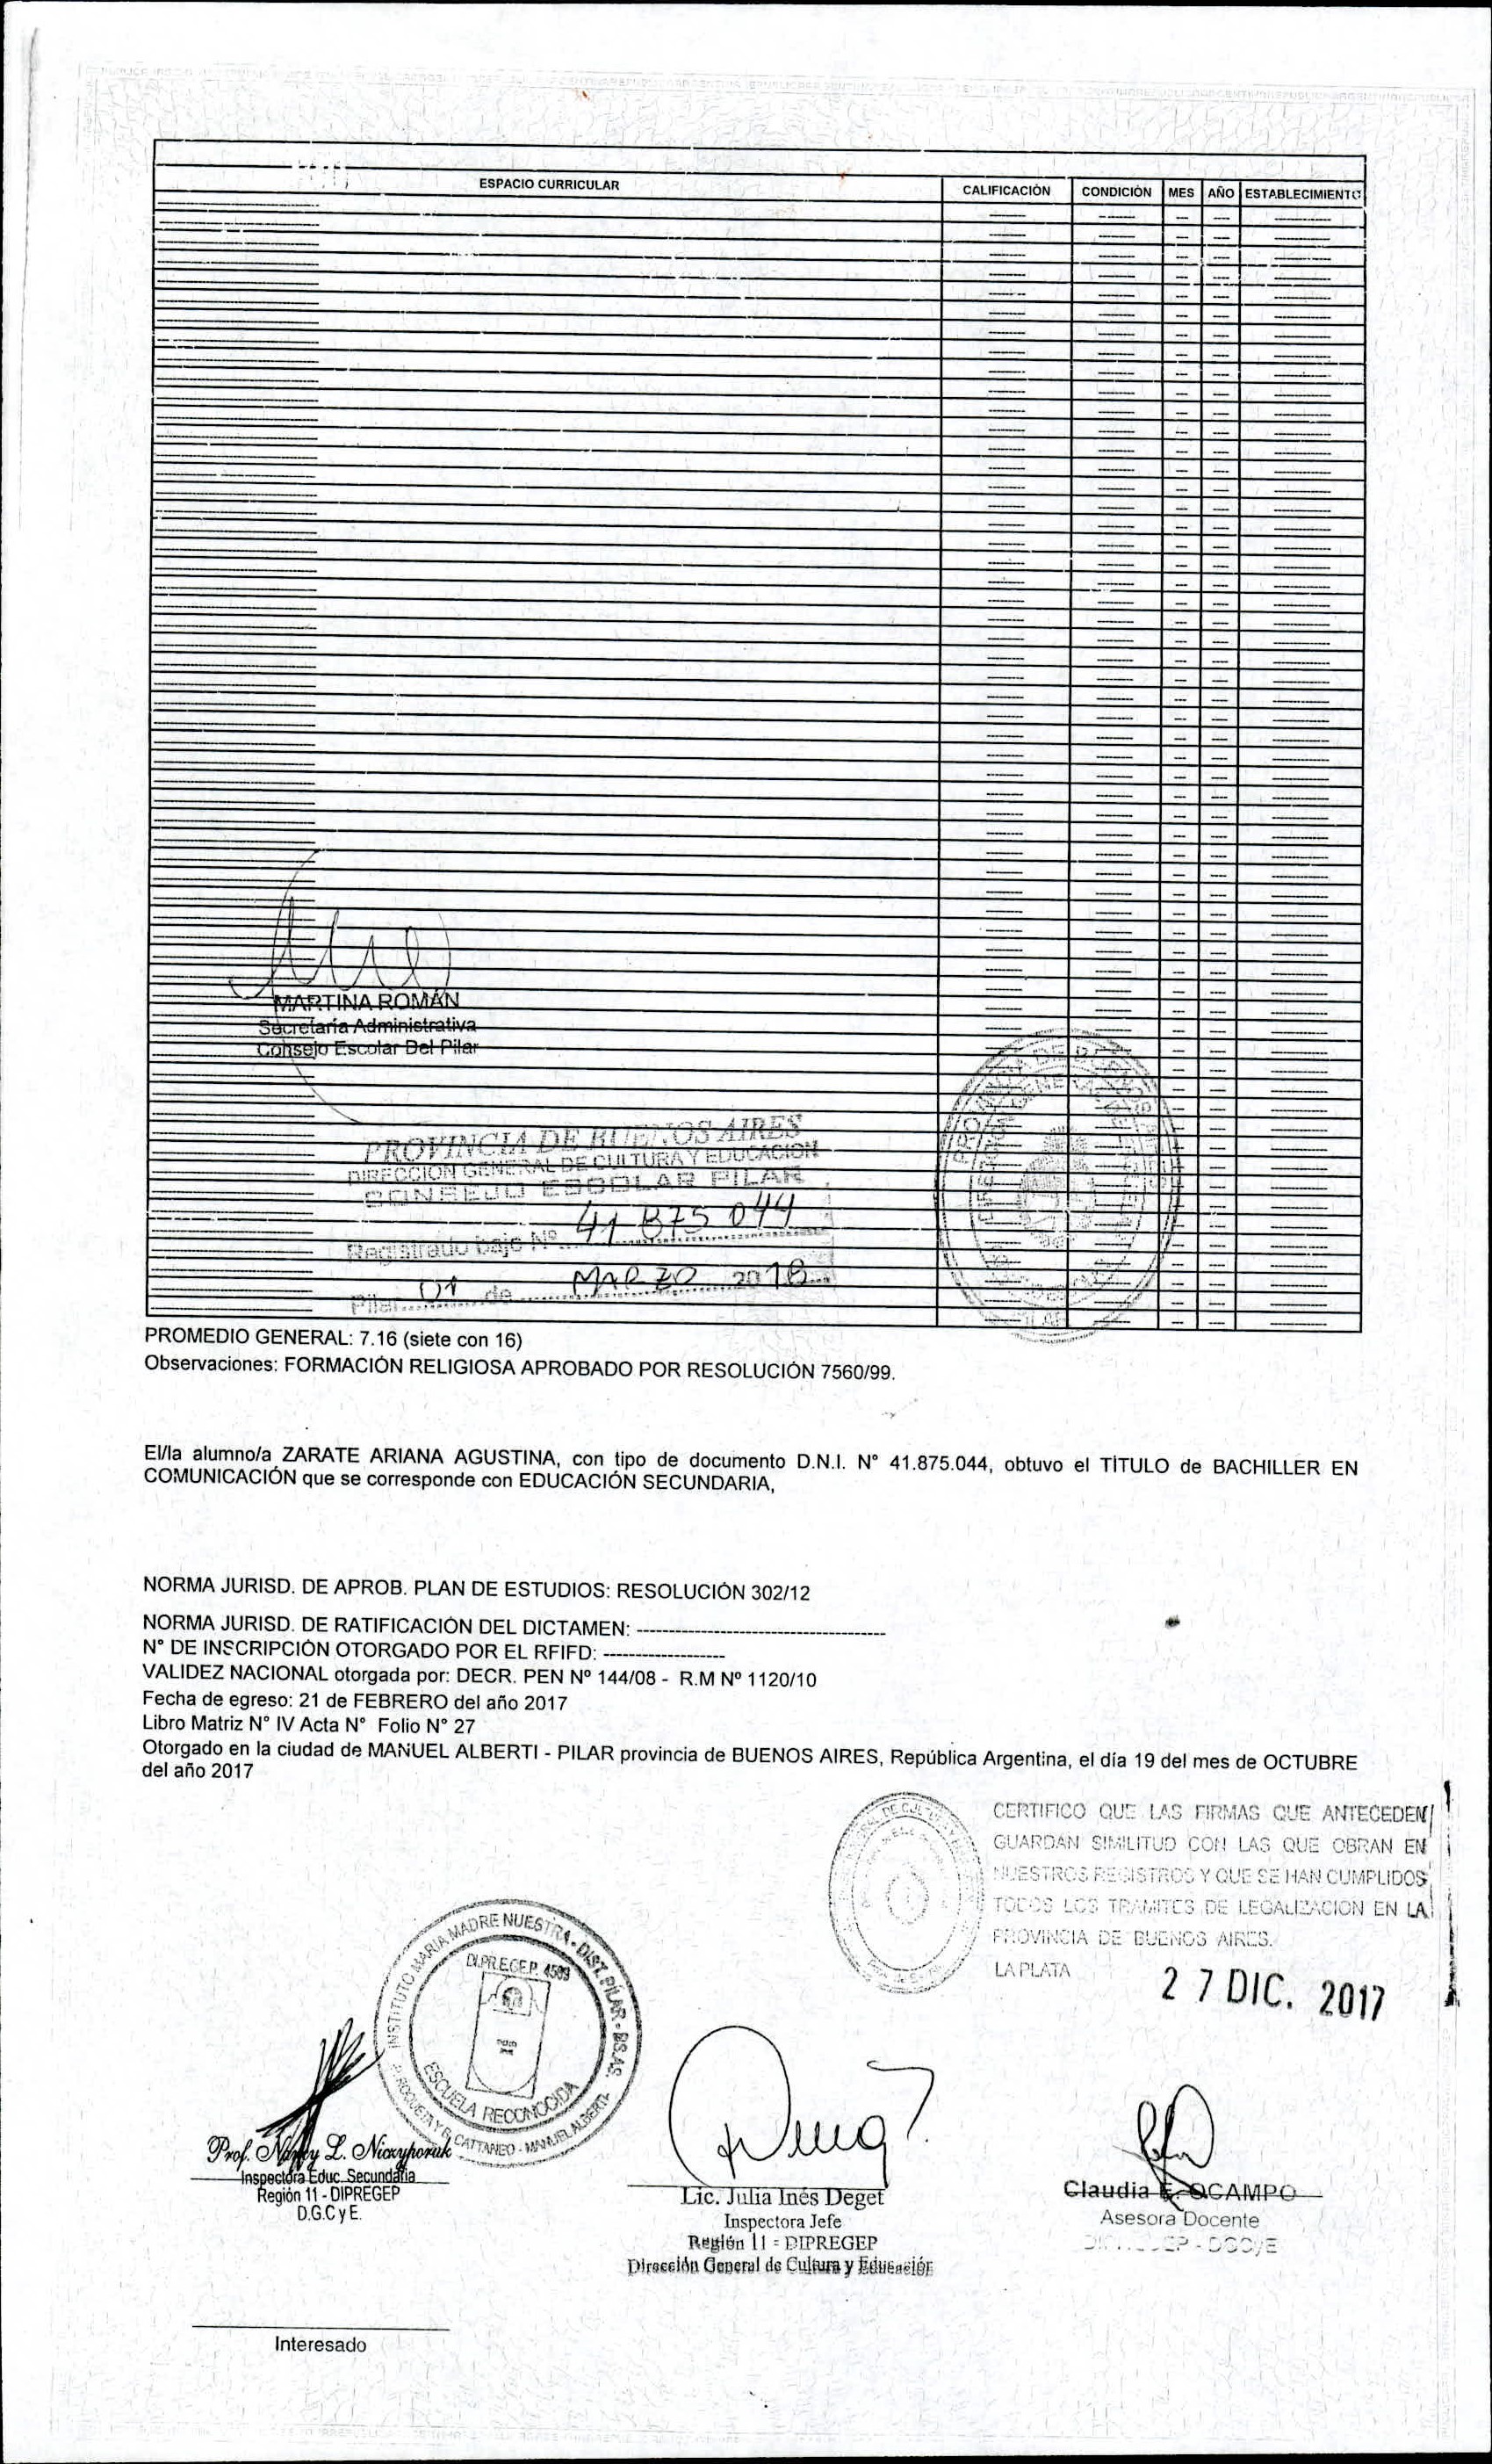 ESPACIO CURRICULAR CALIFICACIÓN CONDICIÓN MES AÑO ESTABLECIMIENTO
MARTINA ROMÁN
Secretaría Administrativa
Consejo Escolar Del Pilar
PROVINCIA DE BUENOS AIRES
DIRECCION GENERAL DE CULTURA Y EDUCACION
CONSEJO ESCOLAR PILAR
Registrado bajo Nº 41 875 044
Pilar 01 de MARZO 2018
PROMEDIO GENERAL: 7.16 (siete con 16)
Observaciones: FORMACIÓN RELIGIOSA APROBADO POR RESOLUCIÓN 7560/99.
El/la alumno/a ZARATE ARIANA AGUSTINA, con tipo de documento D.N.I. N° 41.875.044, obtuvo el TÍTULO de BACHILLER EN
COMUNICACIÓN que se corresponde con EDUCACIÓN SECUNDARIA,
NORMA JURISD. DE APROB. PLAN DE ESTUDIOS: RESOLUCIÓN 302/12
NORMA JURISD. DE RATIFICACIÓN DEL DICTAMEN: ---------------------------------------
N° DE INSCRIPCIÓN OTORGADO POR EL RFIFD: -------------------
VALIDEZ NACIONAL otorgada por: DECR. PEN Nº 144/08 - R.M Nº 1120/10
Fecha de egreso: 21 de FEBRERO del año 2017
Libro Matriz N° IV Acta N° Folio N° 27
Otorgado en la ciudad de MANUEL ALBERTI - PILAR provincia de BUENOS AIRES, República Argentina, el día 19 del mes de OCTUBRE
del año 2017
CERTIFICO QUE LAS FIRMAS QUE ANTECEDEN
GUARDAN SIMILITUD CON LAS QUE OBRAN EN
NUESTROS REGISTROS Y QUE SE HAN CUMPLIDOS
TODOS LOS TRAMITES DE LEGALIZACION EN LA
PROVINCIA DE BUENOS AIRES.
LA PLATA 27 DIC. 2017
INSTITUTO MARIA MADRE NUESTRA - DIST. PILAR - BS.AS.
DI.PR.E.GE.P. 4509
ESCUELA RECONOCIDA
P. ROQUETA Y G. CATTANEO - MANUEL ALBERTI
Prof. Nancy L. Niczyporuk
Inspectora Educ. Secundaria
Región 11 - DIPREGEP
D.G.C y E.
Lic. Julia Inés Deget
Inspectora Jefe
Región 11 - DIPREGEP
Dirección General de Cultura y Educación
Claudia E. OCAMPO
Asesora Docente
DIPREGEP - DGCyE
Interesado